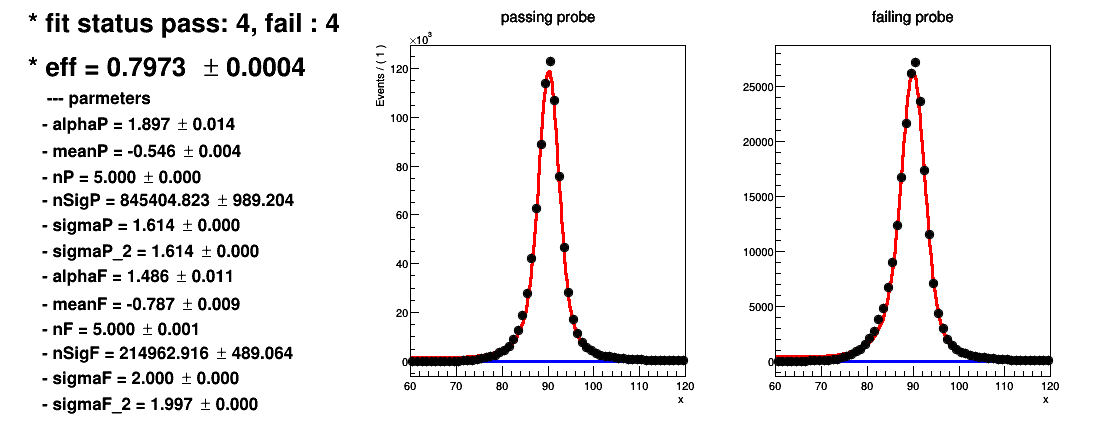 * fit status pass: 4, fail : 4
* eff = 0.7973 ± 0.0004
--- parmeters
- alphaP = 1.897 ± 0.014
- meanP = -0.546 ± 0.004
- nP = 5.000 ± 0.000
- nSigP = 845404.823 ± 989.204
- sigmaP = 1.614 ± 0.000
- sigmaP_2 = 1.614 ± 0.000
- alphaF = 1.486 ± 0.011
- meanF = -0.787 ± 0.009
- nF = 5.000 ± 0.001
- nSigF = 214962.916 ± 489.064
- sigmaF = 2.000 ± 0.000
- sigmaF_2 = 1.997 ± 0.000
passing probe
×10³
Events / ( 1 )
120
100
80
60
40
20
0
60 70 80 90 100 110 120
x
failing probe
25000
20000
15000
10000
5000
0
60 70 80 90 100 110 120
x